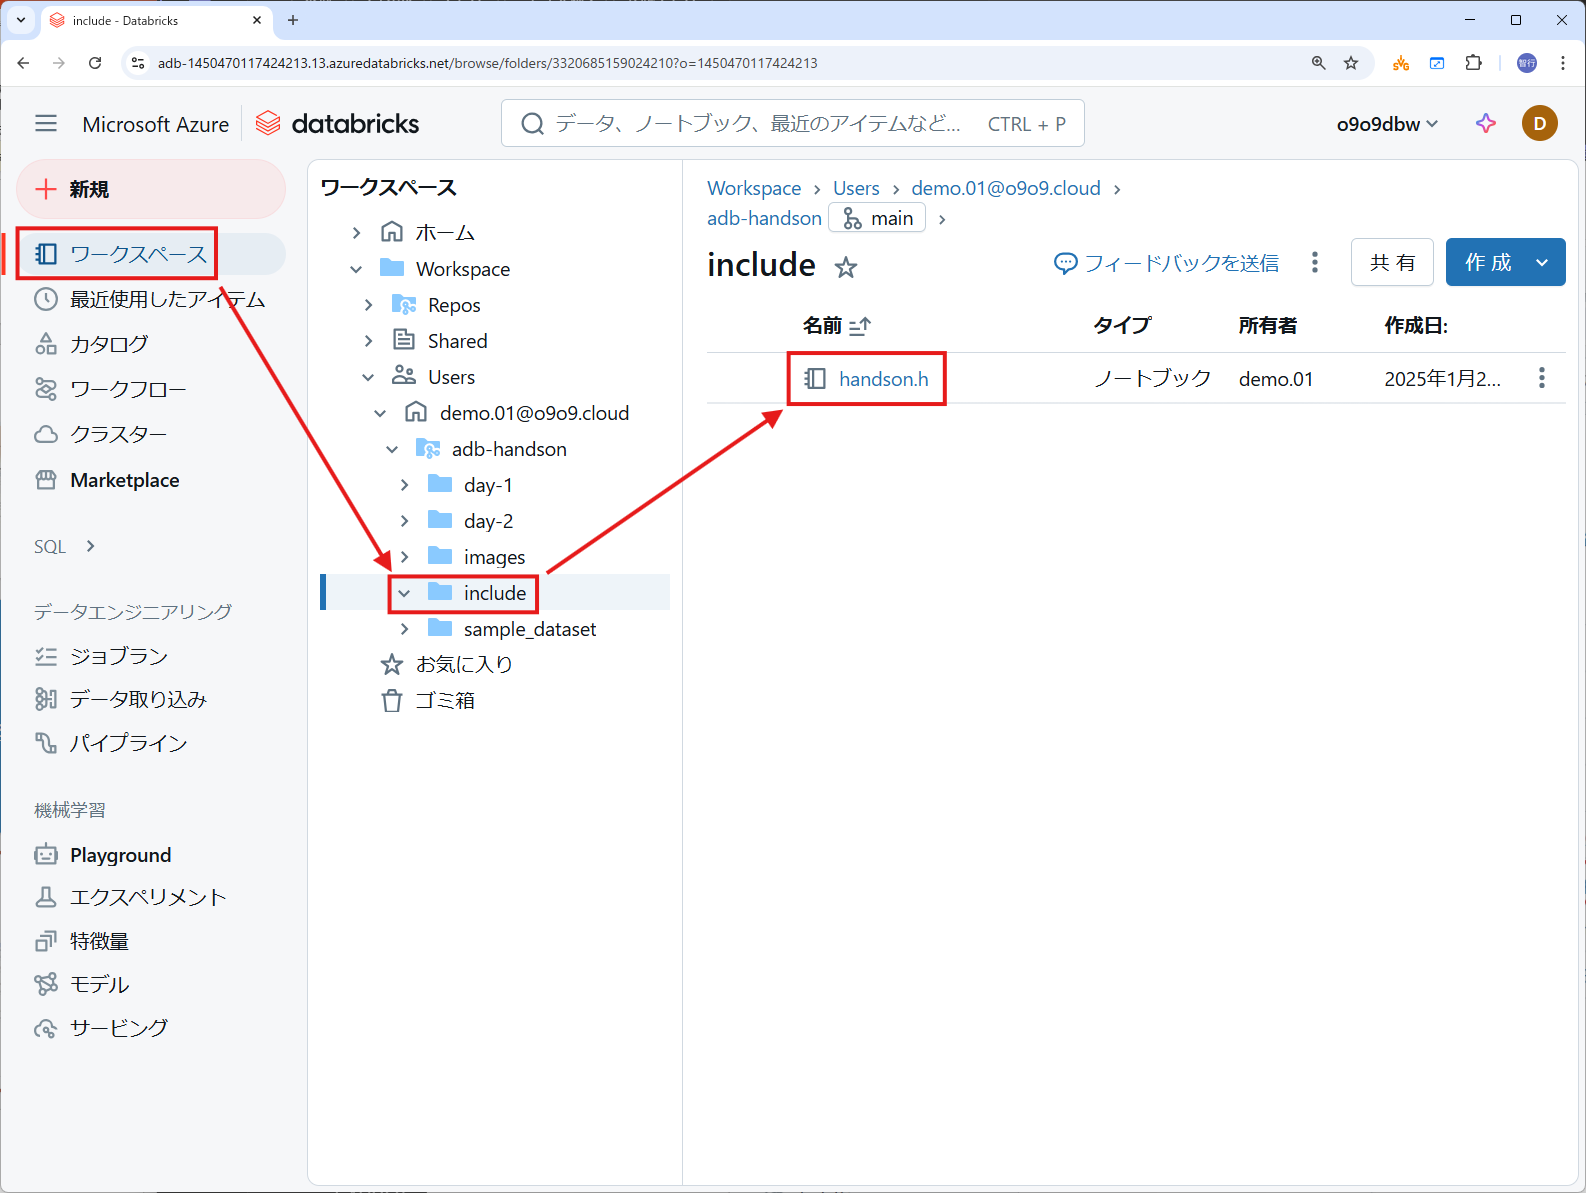 include - Databricks
adb-1450470117424213.13.azuredatabricks.net/browse/folders/3320685159024210?o=1450470117424213
SVG
智行
Microsoft Azure
databricks
データ、ノートブック、最近のアイテムなど... CTRL + P
o9o9dbw
D
新規
ワークスペース
最近使用したアイテム
カタログ
ワークフロー
クラスター
Marketplace
SQL
データエンジニアリング
ジョブラン
データ取り込み
パイプライン
機械学習
Playground
エクスペリメント
特徴量
モデル
サービング
ワークスペース
ホーム
Workspace
Repos
Shared
Users
demo.01@o9o9.cloud
adb-handson
day-1
day-2
images
include
sample_dataset
お気に入り
ゴミ箱
Workspace › Users › demo.01@o9o9.cloud ›
adb-handson main ›
include
フィードバックを送信
共有
作成
名前 タイプ 所有者 作成日:
handson.h ノートブック demo.01 2025年1月2...